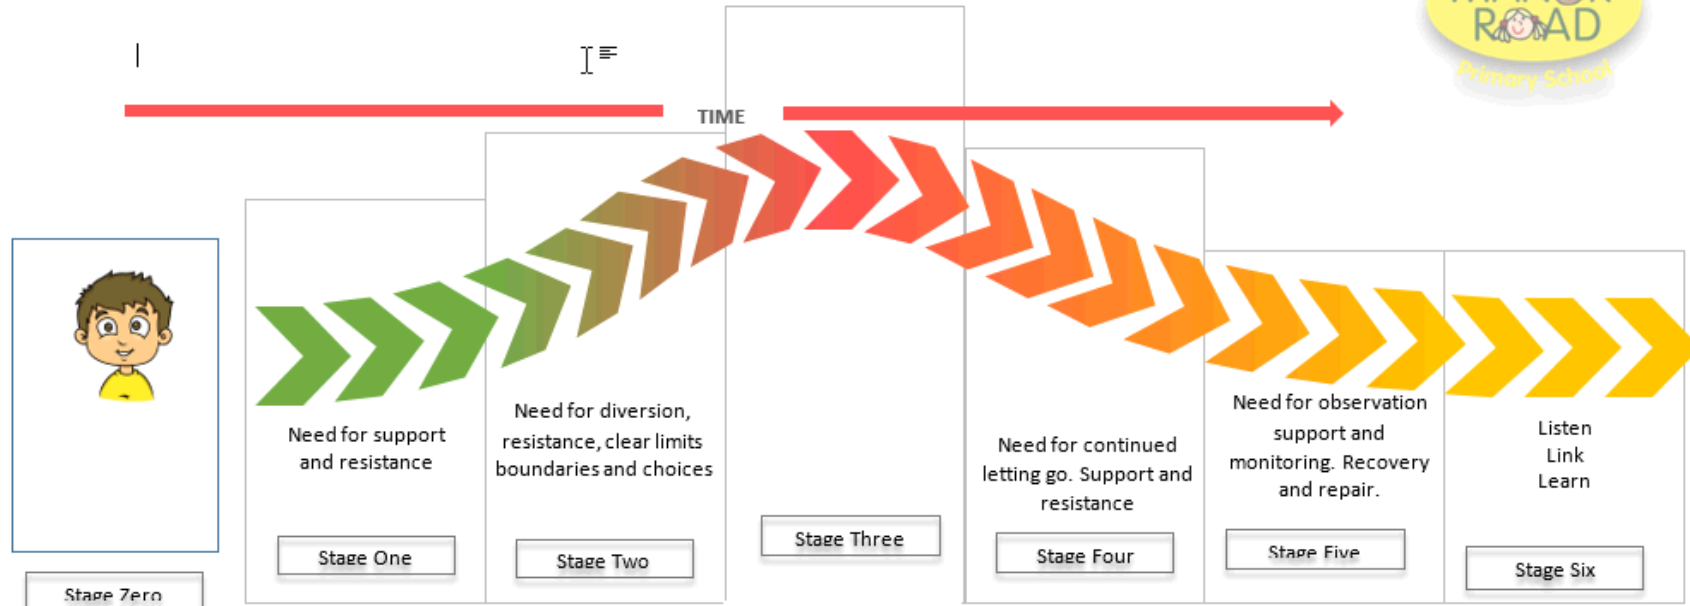 ROAD
Primary School
TIME
Need for support
and resistance
Need for diversion,
resistance, clear limits
boundaries and choices
Need for continued
letting go. Support and
resistance
Need for observation
support and
monitoring. Recovery
and repair.
Listen
Link
Learn
Stage Zero
Stage One
Stage Two
Stage Three
Stage Four
Stage Five
Stage Six